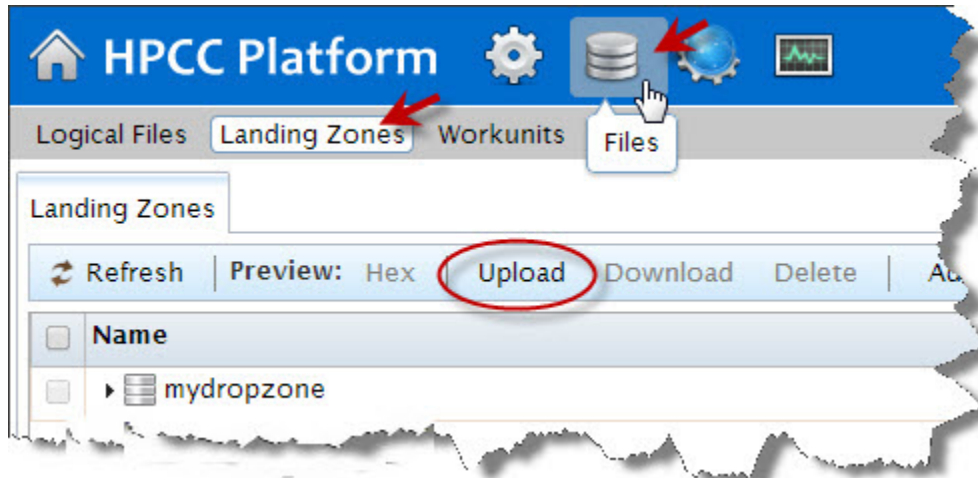 HPCC Platform
Logical Files Landing Zones Workunits
Files
Landing Zones
Refresh Preview: Hex Upload Download Delete
Name
mydropzone